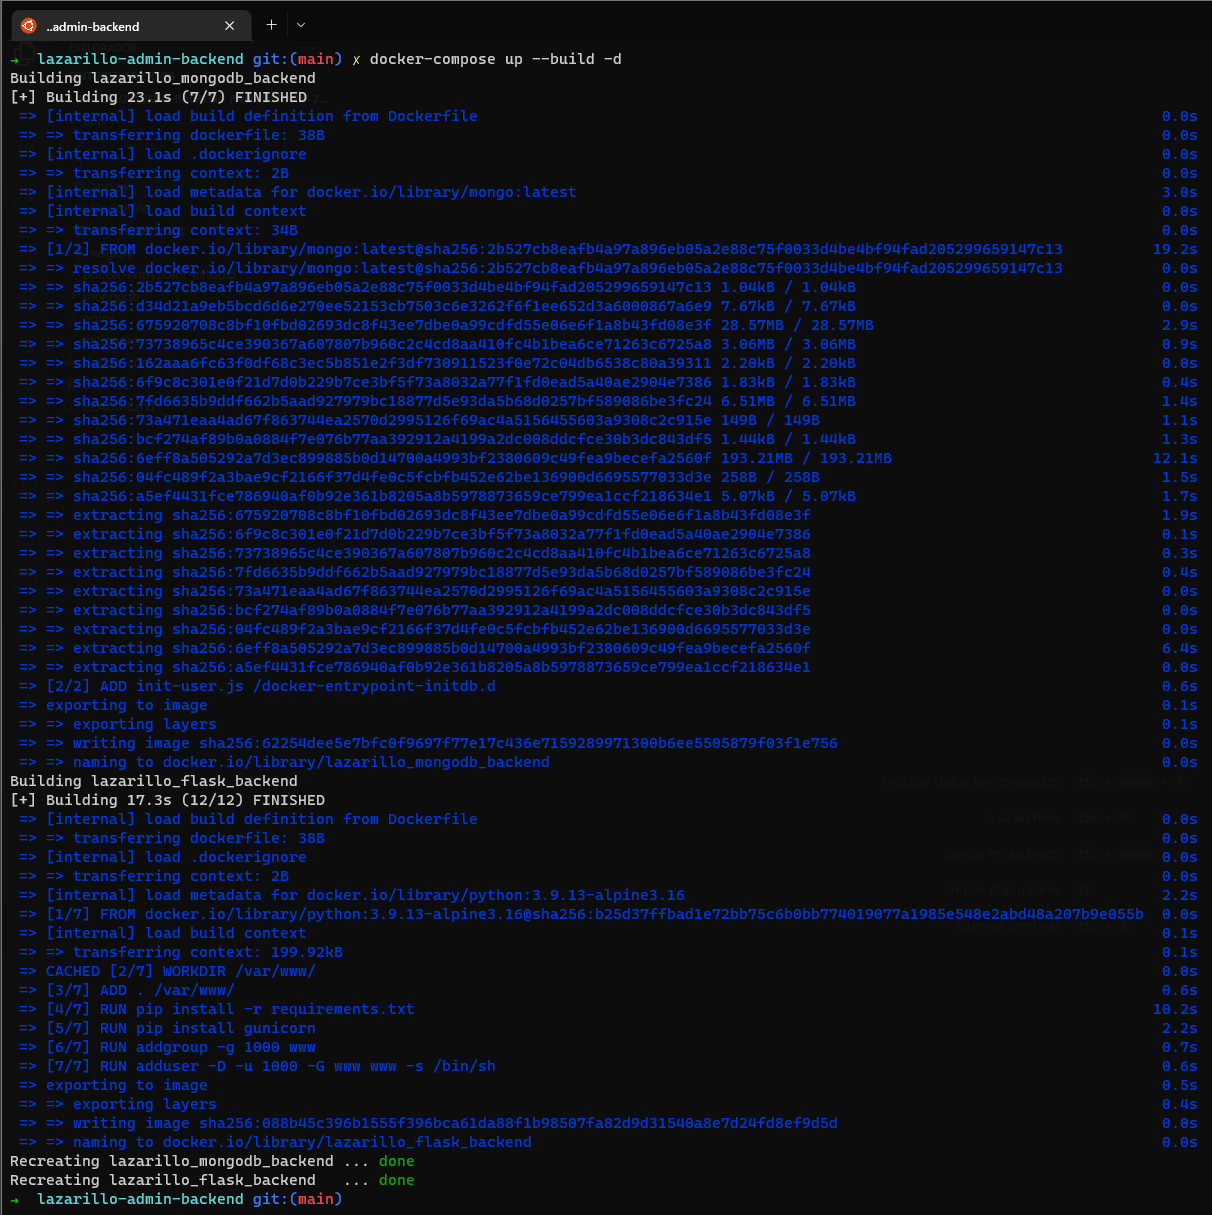 ..admin-backend
→ lazarillo-admin-backend git:(main) ✗ docker-compose up --build -d
Building lazarillo_mongodb_backend
[+] Building 23.1s (7/7) FINISHED
=> [internal] load build definition from Dockerfile 0.0s
=> => transferring dockerfile: 38B 0.0s
=> [internal] load .dockerignore 0.0s
=> => transferring context: 2B 0.0s
=> [internal] load metadata for docker.io/library/mongo:latest 3.0s
=> [internal] load build context 0.0s
=> => transferring context: 34B 0.0s
=> [1/2] FROM docker.io/library/mongo:latest@sha256:2b527cb8eafb4a97a896eb05a2e88c75f0033d4be4bf94fad205299659147c13 19.2s
=> => resolve docker.io/library/mongo:latest@sha256:2b527cb8eafb4a97a896eb05a2e88c75f0033d4be4bf94fad205299659147c13 0.0s
=> => sha256:2b527cb8eafb4a97a896eb05a2e88c75f0033d4be4bf94fad205299659147c13 1.04kB / 1.04kB 0.0s
=> => sha256:d34d21a9eb5bcd6d6e270ee52153cb7503c6e3262f6f1ee652d3a6000867a6e9 7.67kB / 7.67kB 0.0s
=> => sha256:675920708c8bf10fbd02693dc8f43ee7dbe0a99cdfd55e06e6f1a8b43fd08e3f 28.57MB / 28.57MB 2.9s
=> => sha256:73738965c4ce390367a607807b960c2c4cd8aa410fc4b1bea6ce71263c6725a8 3.06MB / 3.06MB 0.9s
=> => sha256:162aaa6fc63f0df68c3ec5b851e2f3df730911523f0e72c04db6538c80a39311 2.20kB / 2.20kB 0.0s
=> => sha256:6f9c8c301e0f21d7d0b229b7ce3bf5f73a8032a77f1fd0ead5a40ae2904e7386 1.83kB / 1.83kB 0.4s
=> => sha256:7fd6635b9ddf662b5aad927979bc18877d5e93da5b68d0257bf589086be3fc24 6.51MB / 6.51MB 1.4s
=> => sha256:73a471eaa4ad67f863744ea2570d2995126f69ac4a5156455603a9308c2c915e 149B / 149B 1.1s
=> => sha256:bcf274af89b0a0884f7e076b77aa392912a4199a2dc008ddcfce30b3dc843df5 1.44kB / 1.44kB 1.3s
=> => sha256:6eff8a505292a7d3ec899885b0d14700a4993bf2380609c49fea9becefa2560f 193.21MB / 193.21MB 12.1s
=> => sha256:04fc489f2a3bae9cf2166f37d4fe0c5fcbfb452e62be136900d6695577033d3e 258B / 258B 1.5s
=> => sha256:a5ef4431fce786940af0b92e361b8205a8b5978873659ce799ea1ccf218634e1 5.07kB / 5.07kB 1.7s
=> => extracting sha256:675920708c8bf10fbd02693dc8f43ee7dbe0a99cdfd55e06e6f1a8b43fd08e3f 1.9s
=> => extracting sha256:6f9c8c301e0f21d7d0b229b7ce3bf5f73a8032a77f1fd0ead5a40ae2904e7386 0.1s
=> => extracting sha256:73738965c4ce390367a607807b960c2c4cd8aa410fc4b1bea6ce71263c6725a8 0.3s
=> => extracting sha256:7fd6635b9ddf662b5aad927979bc18877d5e93da5b68d0257bf589086be3fc24 0.4s
=> => extracting sha256:73a471eaa4ad67f863744ea2570d2995126f69ac4a5156455603a9308c2c915e 0.0s
=> => extracting sha256:bcf274af89b0a0884f7e076b77aa392912a4199a2dc008ddcfce30b3dc843df5 0.0s
=> => extracting sha256:04fc489f2a3bae9cf2166f37d4fe0c5fcbfb452e62be136900d6695577033d3e 0.0s
=> => extracting sha256:6eff8a505292a7d3ec899885b0d14700a4993bf2380609c49fea9becefa2560f 6.4s
=> => extracting sha256:a5ef4431fce786940af0b92e361b8205a8b5978873659ce799ea1ccf218634e1 0.0s
=> [2/2] ADD init-user.js /docker-entrypoint-initdb.d 0.6s
=> exporting to image 0.1s
=> => exporting layers 0.1s
=> => writing image sha256:62254dee5e7bfc0f9697f77e17c436e7159289971300b6ee5505879f03f1e756 0.0s
=> => naming to docker.io/library/lazarillo_mongodb_backend 0.0s
Building lazarillo_flask_backend
[+] Building 17.3s (12/12) FINISHED
=> [internal] load build definition from Dockerfile 0.0s
=> => transferring dockerfile: 38B 0.0s
=> [internal] load .dockerignore 0.0s
=> => transferring context: 2B 0.0s
=> [internal] load metadata for docker.io/library/python:3.9.13-alpine3.16 2.2s
=> [1/7] FROM docker.io/library/python:3.9.13-alpine3.16@sha256:b25d37ffbad1e72bb75c6b0bb774019077a1985e548e2abd48a207b9e055b 0.0s
=> [internal] load build context 0.1s
=> => transferring context: 199.92kB 0.1s
=> CACHED [2/7] WORKDIR /var/www/ 0.0s
=> [3/7] ADD . /var/www/ 0.6s
=> [4/7] RUN pip install -r requirements.txt 10.2s
=> [5/7] RUN pip install gunicorn 2.2s
=> [6/7] RUN addgroup -g 1000 www 0.7s
=> [7/7] RUN adduser -D -u 1000 -G www www -s /bin/sh 0.6s
=> exporting to image 0.5s
=> => exporting layers 0.4s
=> => writing image sha256:088b45c396b1555f396bca61da88f1b98507fa82d9d31540a8e7d24fd8ef9d5d 0.0s
=> => naming to docker.io/library/lazarillo_flask_backend 0.0s
Recreating lazarillo_mongodb_backend ... done
Recreating lazarillo_flask_backend ... done
→ lazarillo-admin-backend git:(main)